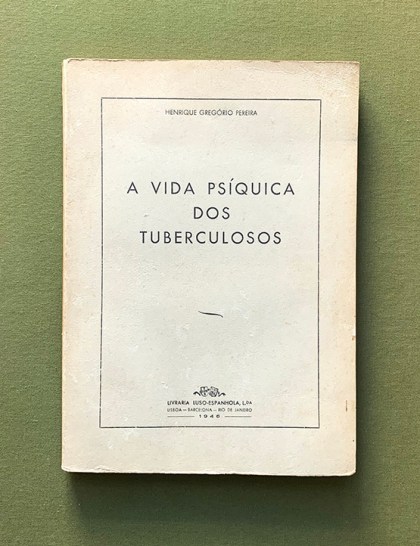 HENRIQUE GREGÓRIO PEREIRA
A VIDA PSÍQUICA
DOS
TUBERCULOSOS
LIVRARIA LUSO-ESPANHOLA, L.DA
LISBOA — BARCELONA — RIO DE JANEIRO
1946